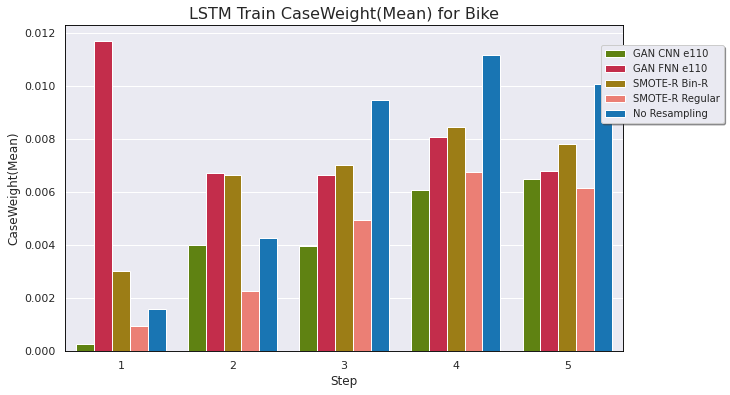 LSTM Train CaseWeight(Mean) for Bike
0.012
0.010
0.008
0.006
0.004
0.002
0.000
CaseWeight(Mean)
1 2 3 4 5
Step
GAN CNN e110
GAN FNN e110
SMOTE-R Bin-R
SMOTE-R Regular
No Resampling